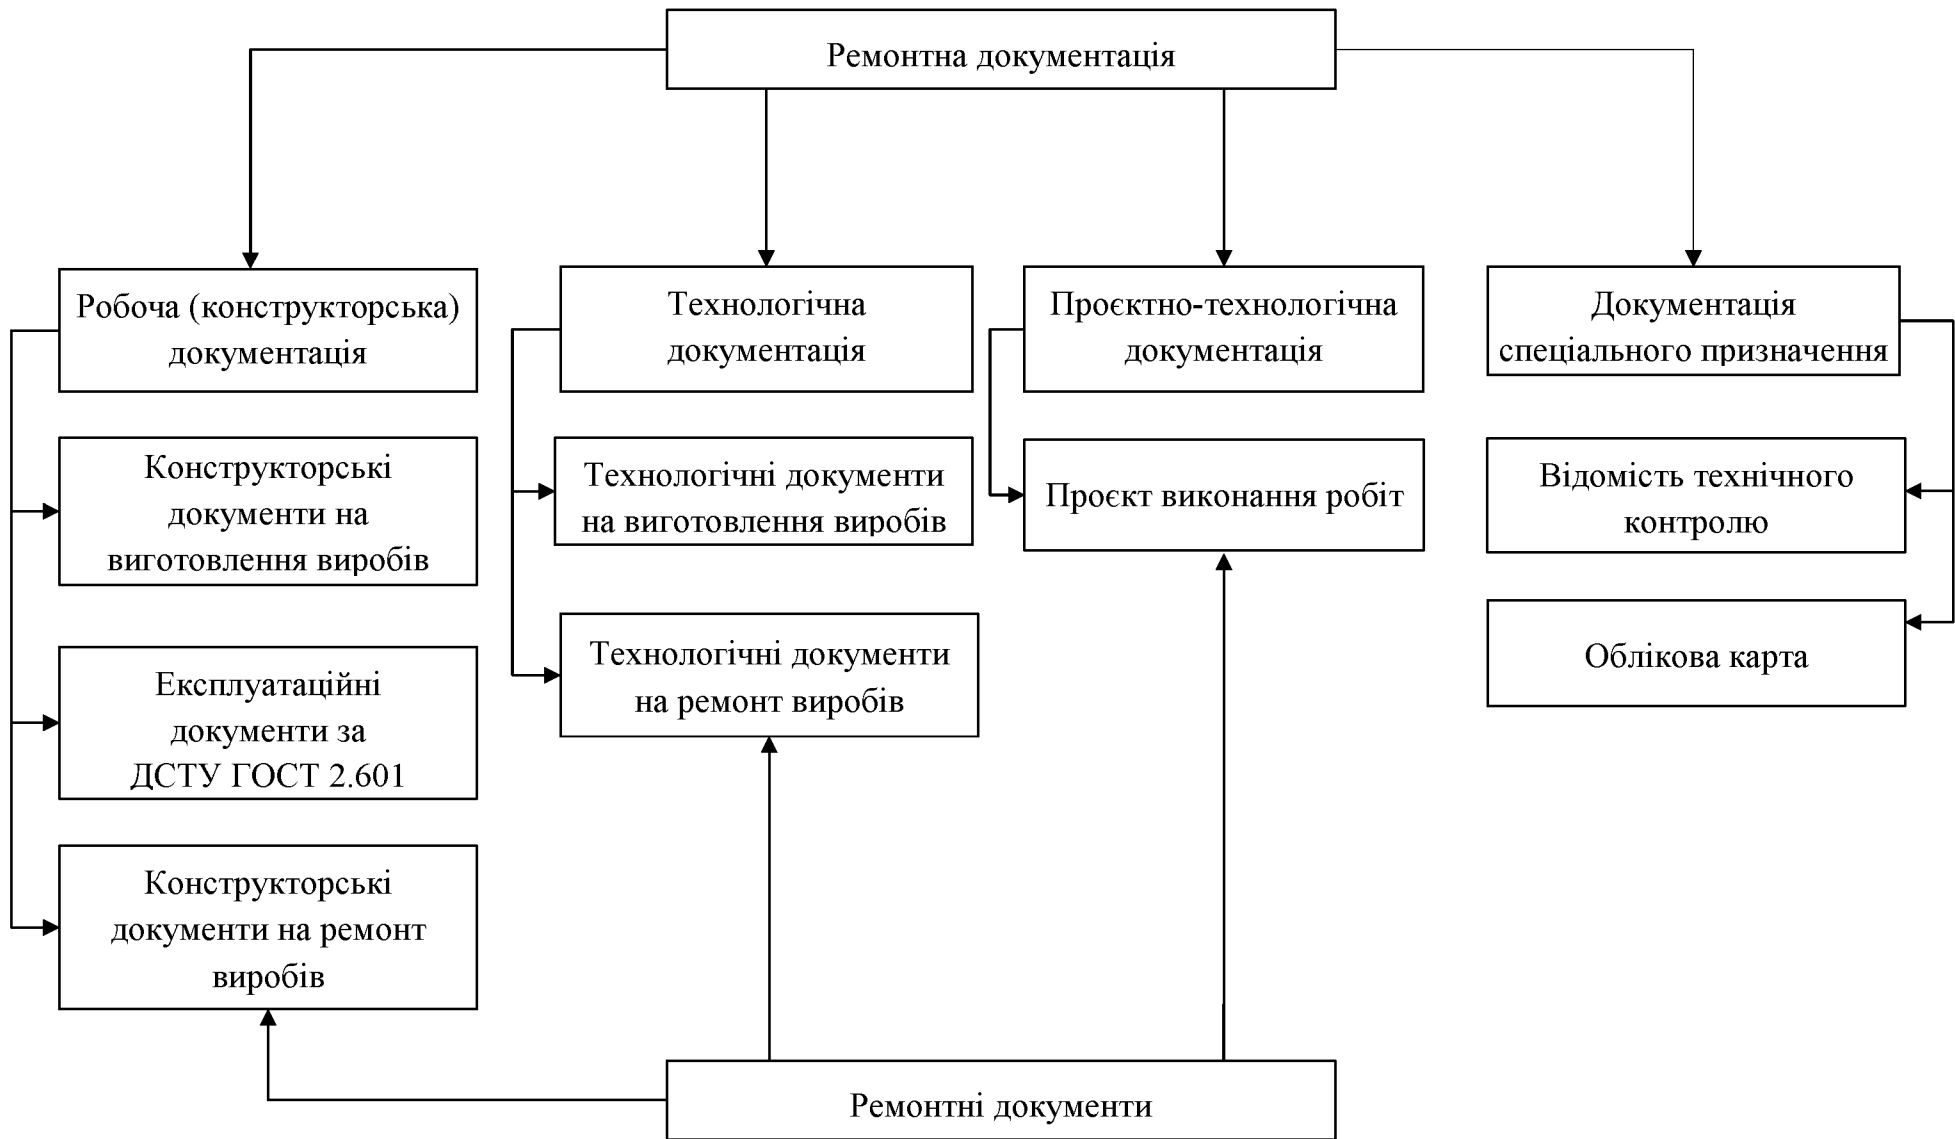 Ремонтна документація
Робоча (конструкторська)
документація
Технологічна
документація
Проєктно-технологічна
документація
Документація
спеціального призначення
Конструкторські
документи на
виготовлення виробів
Технологічні документи
на виготовлення виробів
Проєкт виконання робіт
Відомість технічного
контролю
Експлуатаційні
документи за
ДСТУ ГОСТ 2.601
Технологічні документи
на ремонт виробів
Облікова карта
Конструкторські
документи на ремонт
виробів
Ремонтні документи